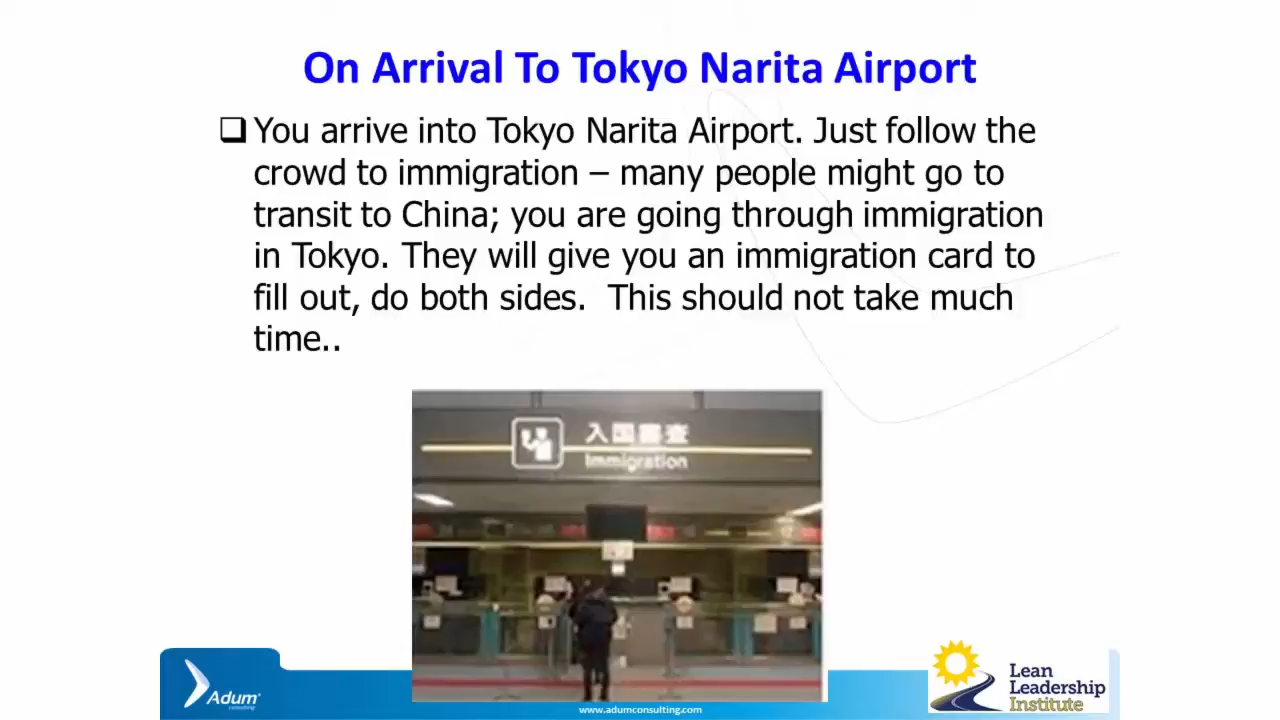 On Arrival To Tokyo Narita Airport
❑ You arrive into Tokyo Narita Airport. Just follow the
crowd to immigration – many people might go to
transit to China; you are going through immigration
in Tokyo. They will give you an immigration card to
fill out, do both sides.  This should not take much
time..
入国審査
Immigration
Adum
consulting
www.adumconsulting.com
Lean
Leadership
Institute